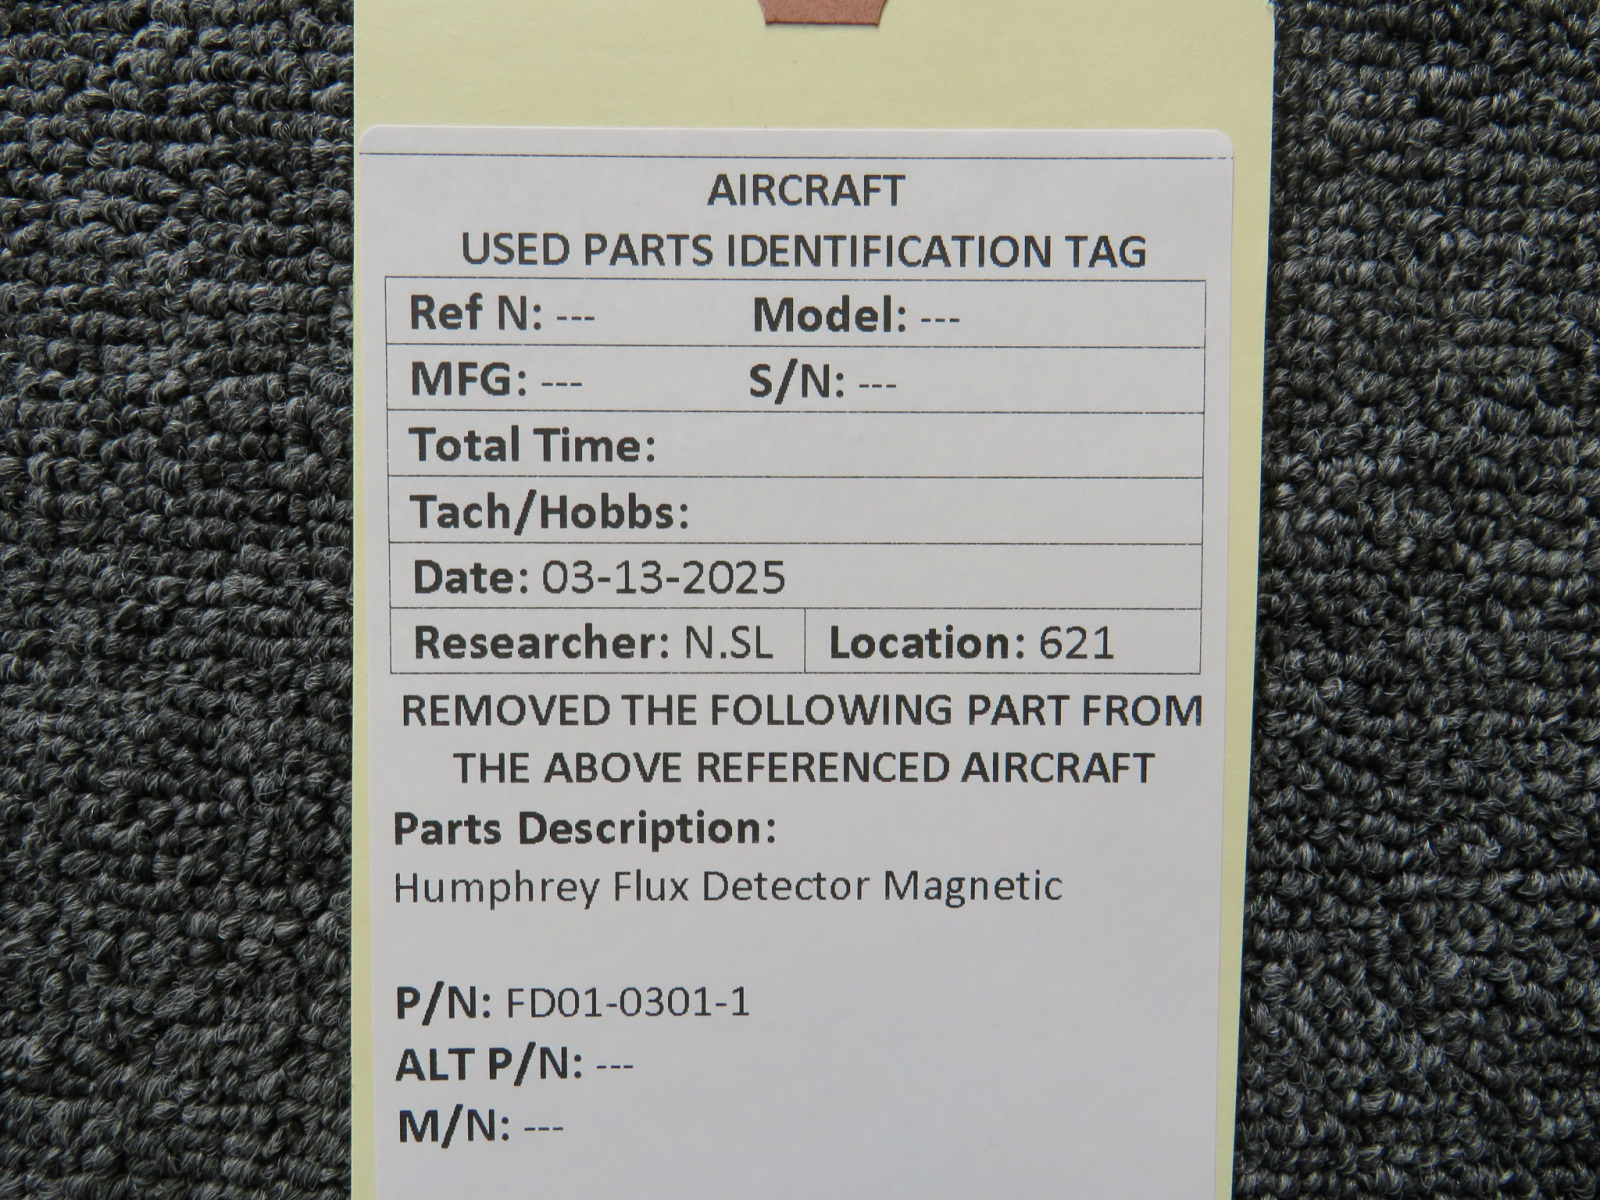 AIRCRAFT
USED PARTS IDENTIFICATION TAG
Ref N: --- Model: ---
MFG: --- S/N: ---
Total Time:
Tach/Hobbs:
Date: 03-13-2025
Researcher: N.SL Location: 621
REMOVED THE FOLLOWING PART FROM
THE ABOVE REFERENCED AIRCRAFT
Parts Description:
Humphrey Flux Detector Magnetic
P/N: FD01-0301-1
ALT P/N: ---
M/N: ---